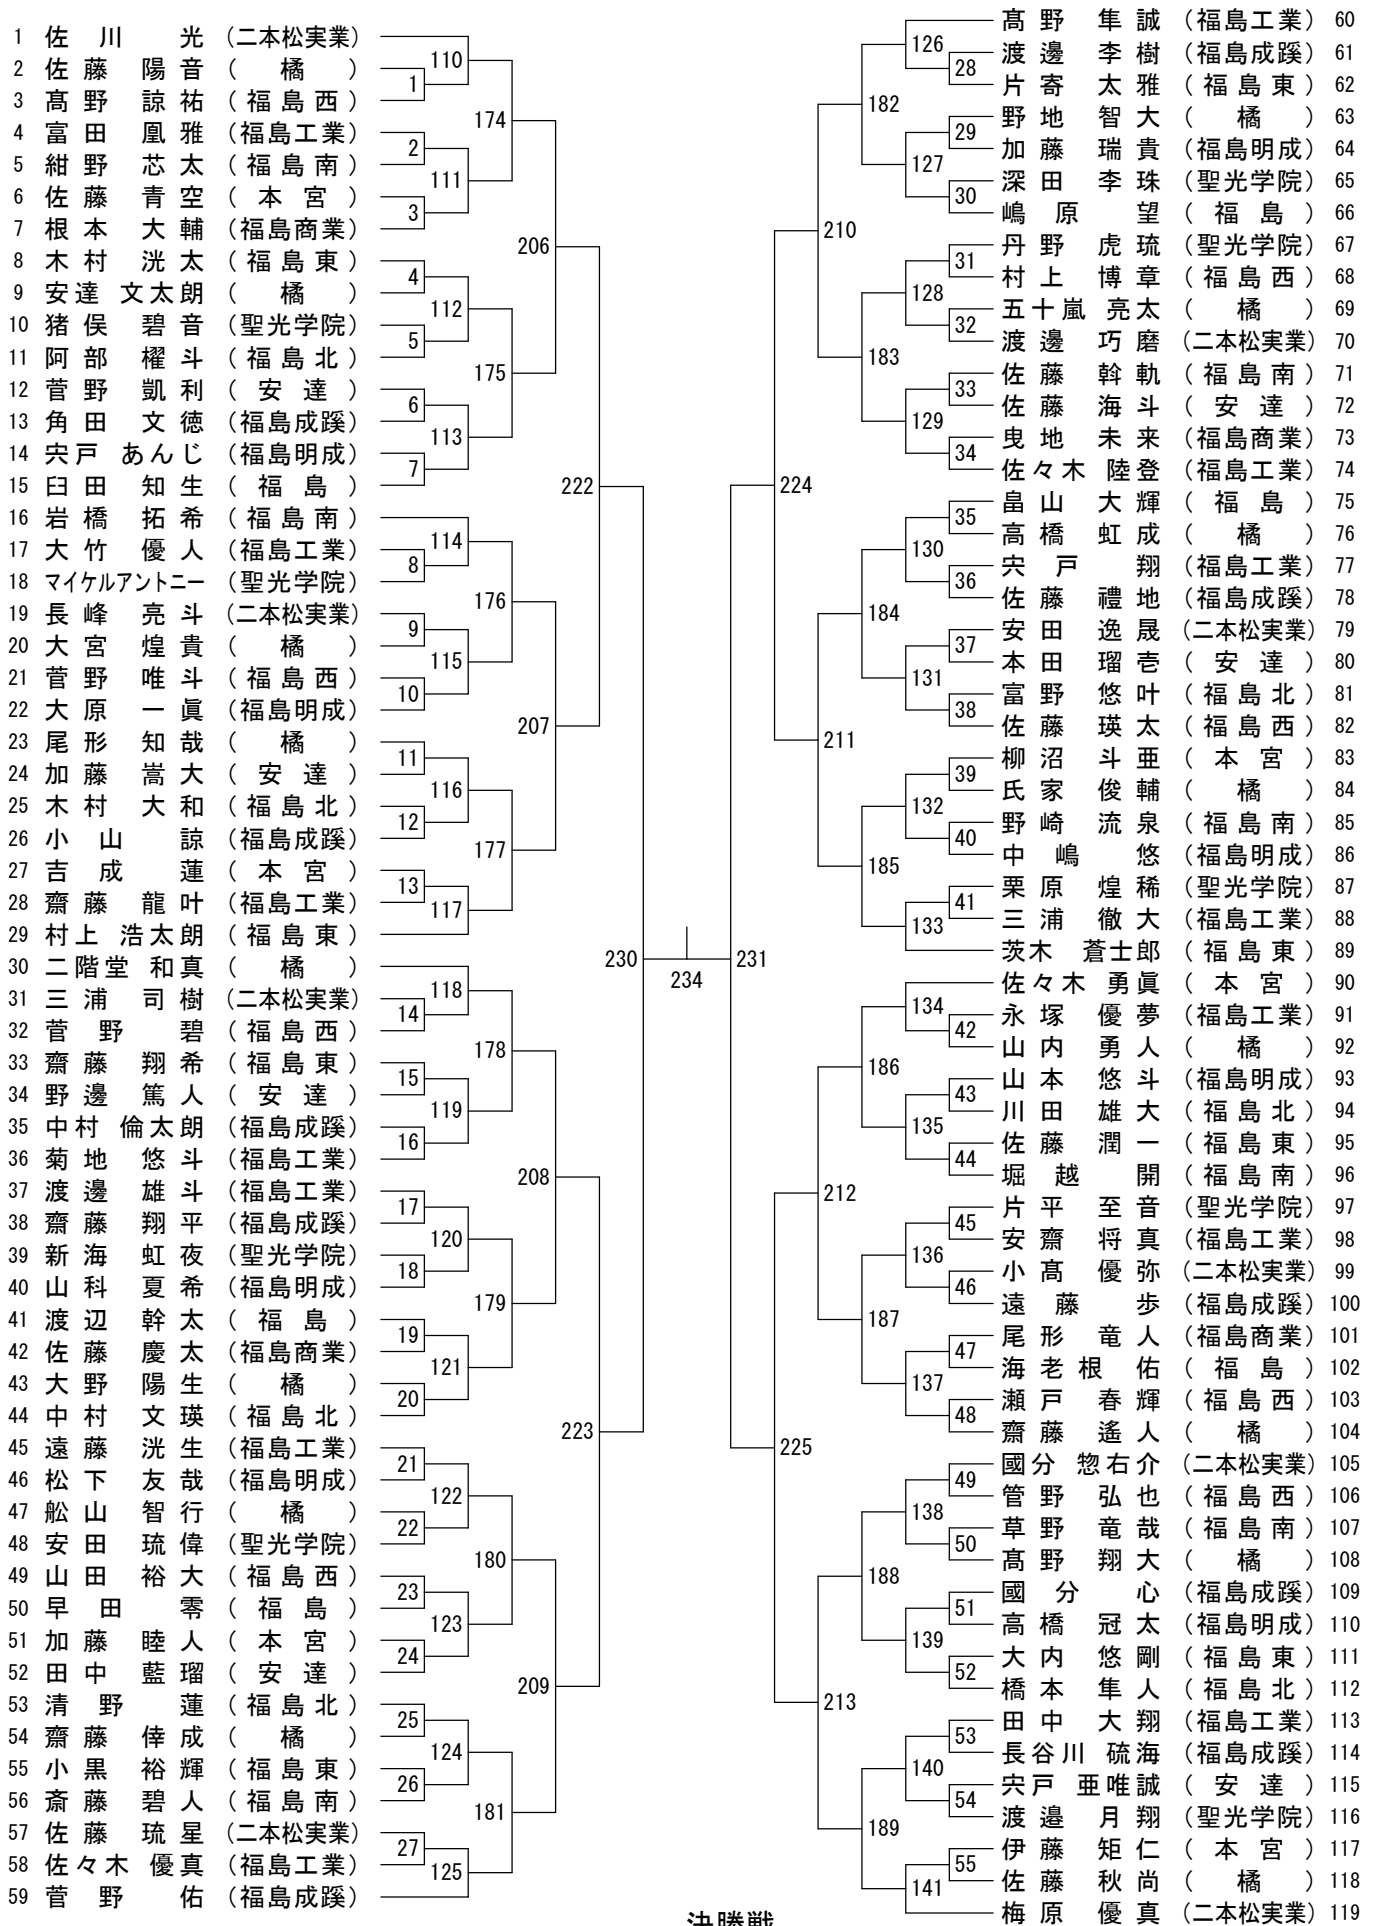 1 佐川 光 (二本松実業)
2 佐藤 陽音 (橘)
3 髙野 諒祐 (福島西)
4 富田 凰雅 (福島工業)
5 紺野 芯太 (福島南)
6 佐藤 青空 (本宮)
7 根本 大輔 (福島商業)
8 木村 洸太 (福島東)
9 安達 文太朗 (橘)
10 猪俣 碧音 (聖光学院)
11 阿部 櫂斗 (福島北)
12 菅野 凱利 (安達)
13 角田 文徳 (福島成蹊)
14 宍戸 あんじ (福島明成)
15 臼田 知生 (福島)
16 岩橋 拓希 (福島南)
17 大竹 優人 (福島工業)
18 マイケルアントニー (聖光学院)
19 長峰 亮斗 (二本松実業)
20 大宮 煌貴 (橘)
21 菅野 唯斗 (福島西)
22 大原 一眞 (福島明成)
23 尾形 知哉 (橘)
24 加藤 嵩大 (安達)
25 木村 大和 (福島北)
26 小山 諒 (福島成蹊)
27 吉成 蓮 (本宮)
28 齋藤 龍叶 (福島工業)
29 村上 浩太朗 (福島東)
30 二階堂 和真 (橘)
31 三浦 司樹 (二本松実業)
32 菅野 碧 (福島西)
33 齋藤 翔希 (福島東)
34 野邊 篤人 (安達)
35 中村 倫太朗 (福島成蹊)
36 菊地 悠斗 (福島工業)
37 渡邊 雄斗 (福島工業)
38 齋藤 翔平 (福島成蹊)
39 新海 虹夜 (聖光学院)
40 山科 夏希 (福島明成)
41 渡辺 幹太 (福島)
42 佐藤 慶太 (福島商業)
43 大野 陽生 (橘)
44 中村 文瑛 (福島北)
45 遠藤 洸生 (福島工業)
46 松下 友哉 (福島明成)
47 舩山 智行 (橘)
48 安田 琉偉 (聖光学院)
49 山田 裕大 (福島西)
50 早田 零 (福島)
51 加藤 睦人 (本宮)
52 田中 藍瑠 (安達)
53 清野 蓮 (福島北)
54 齋藤 倖成 (橘)
55 小黒 裕輝 (福島東)
56 斎藤 碧人 (福島南)
57 佐藤 琉星 (二本松実業)
58 佐々木 優真 (福島工業)
59 菅野 佑 (福島成蹊)
1
2
3
4
5
6
7
8
9
10
11
12
13
14
15
16
17
18
19
20
21
22
23
24
25
26
27
110
111
112
113
114
115
116
117
118
119
120
121
122
123
124
125
174
175
176
177
178
179
180
181
206
207
208
209
222
223
230
234
231
224
225
210
211
212
213
182
183
184
185
186
187
188
189
126
127
128
129
130
131
132
133
134
135
136
137
138
139
140
141
28
29
30
31
32
33
34
35
36
37
38
39
40
41
42
43
44
45
46
47
48
49
50
51
52
53
54
55
髙野 隼誠 (福島工業) 60
渡邊 李樹 (福島成蹊) 61
片寄 太雅 (福島東) 62
野地 智大 (橘) 63
加藤 瑞貴 (福島明成) 64
深田 李珠 (聖光学院) 65
嶋原 望 (福島) 66
丹野 虎琉 (聖光学院) 67
村上 博章 (福島西) 68
五十嵐 亮太 (橘) 69
渡邊 巧磨 (二本松実業) 70
佐藤 斡軌 (福島南) 71
佐藤 海斗 (安達) 72
曳地 未来 (福島商業) 73
佐々木 陸登 (福島工業) 74
畠山 大輝 (福島) 75
高橋 虹成 (橘) 76
宍戸 翔 (福島工業) 77
佐藤 禮地 (福島成蹊) 78
安田 逸晟 (二本松実業) 79
本田 瑠壱 (安達) 80
富野 悠叶 (福島北) 81
佐藤 瑛太 (福島西) 82
柳沼 斗亜 (本宮) 83
氏家 俊輔 (橘) 84
野崎 流泉 (福島南) 85
中嶋 悠 (福島明成) 86
栗原 煌稀 (聖光学院) 87
三浦 徹大 (福島工業) 88
茨木 蒼士郎 (福島東) 89
佐々木 勇眞 (本宮) 90
永塚 優夢 (福島工業) 91
山内 勇人 (橘) 92
山本 悠斗 (福島明成) 93
川田 雄大 (福島北) 94
佐藤 潤一 (福島東) 95
堀越 開 (福島南) 96
片平 至音 (聖光学院) 97
安齋 将真 (福島工業) 98
小髙 優弥 (二本松実業) 99
遠藤 歩 (福島成蹊) 100
尾形 竜人 (福島商業) 101
海老根 佑 (福島) 102
瀬戸 春輝 (福島西) 103
齋藤 遙人 (橘) 104
國分 惣右介 (二本松実業) 105
管野 弘也 (福島西) 106
草野 竜哉 (福島南) 107
髙野 翔大 (橘) 108
國分 心 (福島成蹊) 109
高橋 冠太 (福島明成) 110
大内 悠剛 (福島東) 111
橋本 隼人 (福島北) 112
田中 大翔 (福島工業) 113
長谷川 硫海 (福島成蹊) 114
宍戸 亜唯誠 (安達) 115
渡邉 月翔 (聖光学院) 116
伊藤 矩仁 (本宮) 117
佐藤 秋尚 (橘) 118
梅原 優真 (二本松実業) 119
決勝戦